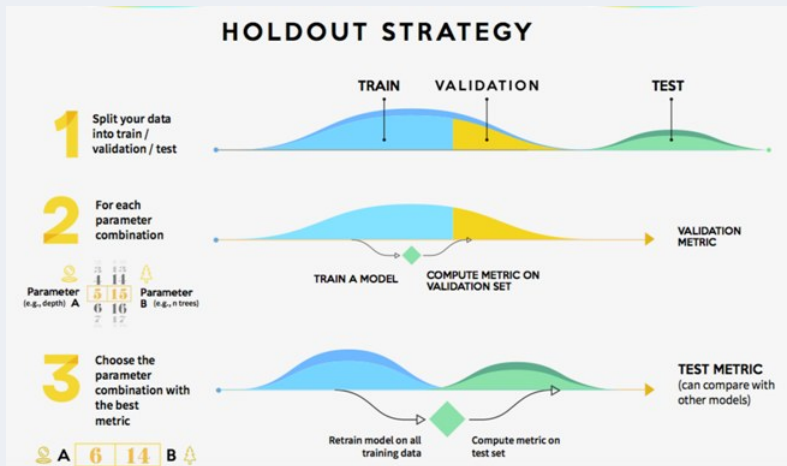 HOLDOUT STRATEGY
TRAIN
VALIDATION
TEST
1
Split your data
into train /
validation / test
2
For each
parameter
combination
VALIDATION
METRIC
TRAIN A MODEL
COMPUTE METRIC ON
VALIDATION SET
Parameter
(e.g., depth) A
4 14
5 15
6 16
Parameter
B (e.g., n trees)
3
Choose the
parameter
combination with
the best
metric
TEST METRIC
(can compare with
other models)
Retrain model on all
training data
Compute metric on
test set
A 6 14 B